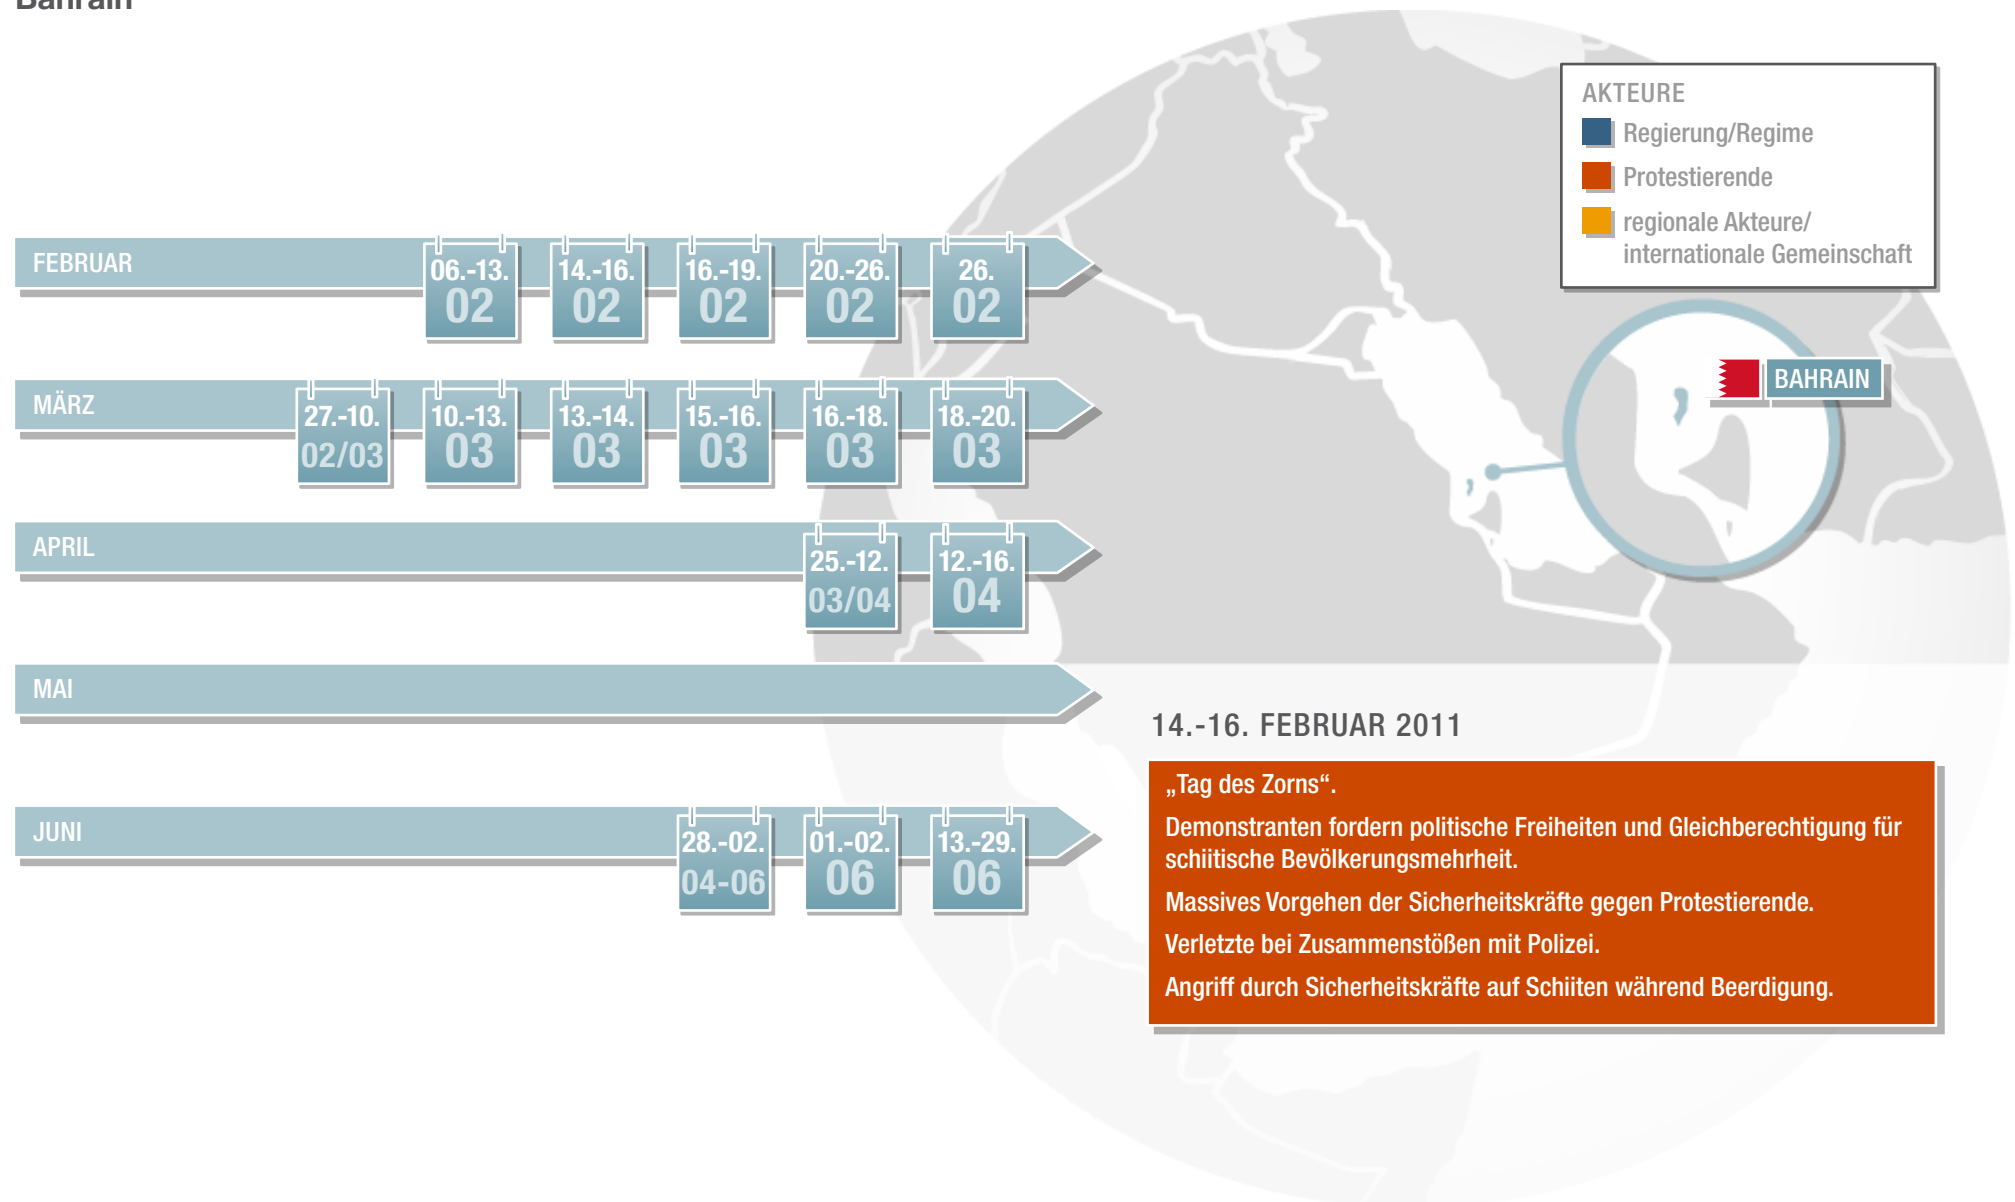 Bahrain
AKTEURE
Regierung/Regime
Protestierende
regionale Akteure/
internationale Gemeinschaft
BAHRAIN
FEBRUAR
06.-13.
02
14.-16.
02
16.-19.
02
20.-26.
02
26.
02
MÄRZ
27.-10.
02/03
10.-13.
03
13.-14.
03
15.-16.
03
16.-18.
03
18.-20.
03
APRIL
25.-12.
03/04
12.-16.
04
MAI
JUNI
28.-02.
04-06
01.-02.
06
13.-29.
06
14.-16. FEBRUAR 2011
„Tag des Zorns“.
Demonstranten fordern politische Freiheiten und Gleichberechtigung für
schiitische Bevölkerungsmehrheit.
Massives Vorgehen der Sicherheitskräfte gegen Protestierende.
Verletzte bei Zusammenstößen mit Polizei.
Angriff durch Sicherheitskräfte auf Schiiten während Beerdigung.